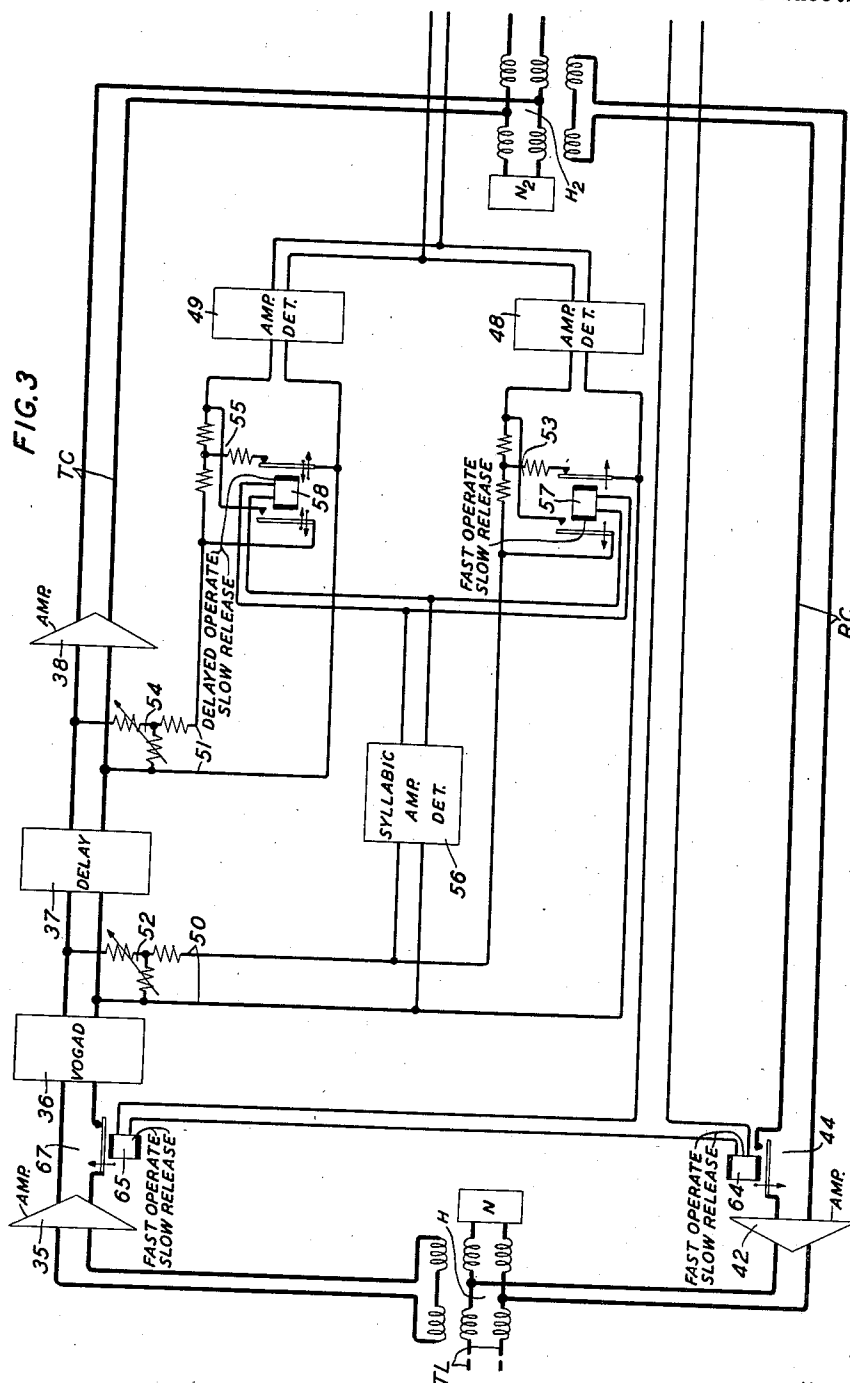 FIG. 3
TC
AMP.
38
54
51
DELAY
37
52
50
VOGAD
36
67
AMP.
35
65
FAST OPERATE
SLOW RELEASE
49
AMP.
DET.
55
58
DELAYED OPERATE
SLOW RELEASE
48
AMP.
DET.
53
57
FAST OPERATE
SLOW RELEASE
SYLLABIC
AMP.
DET.
56
N2
H2
RC
TL
H
N
64
FAST OPERATE
SLOW RELEASE
44
AMP.
42